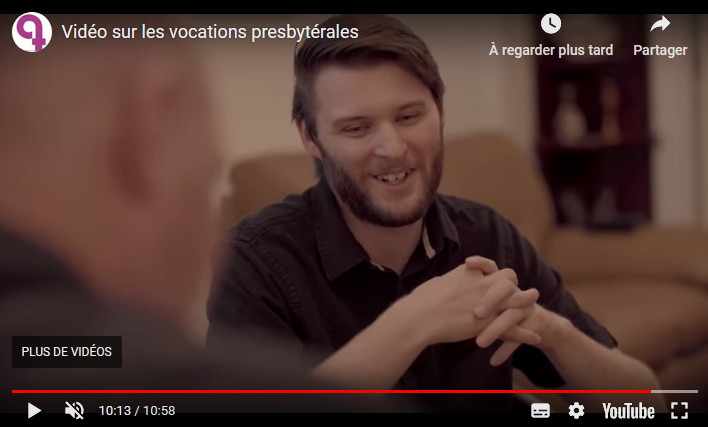 Vidéo sur les vocations presbytérales
À regarder plus tard
Partager
PLUS DE VIDÉOS
10:13 / 10:58
YouTube